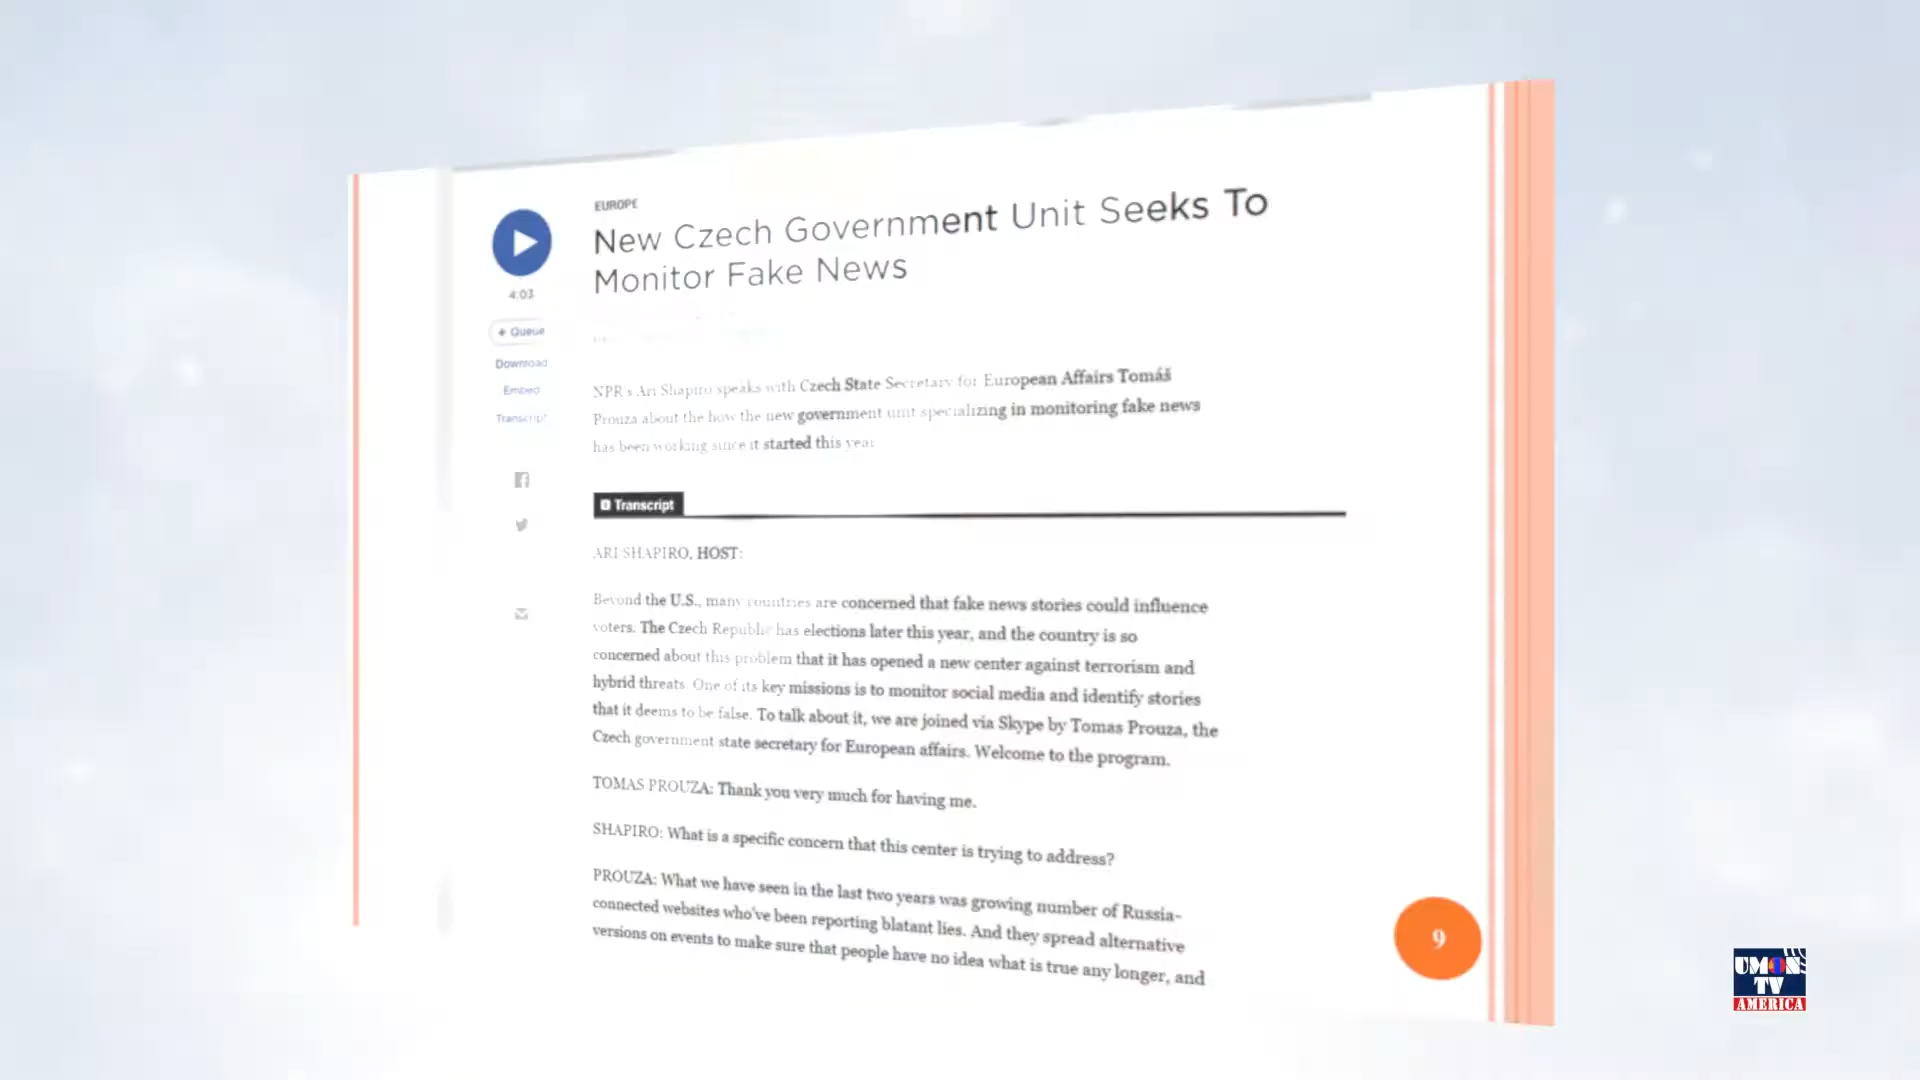 EUROPE
New Czech Government Unit Seeks To
Monitor Fake News
4:03
+ Queue
Download
Embed
Transcript
NPR's Ari Shapiro speaks with Czech State Secretary for European Affairs Tomáš
Prouza about the how the new government unit specializing in monitoring fake news
has been working since it started this year.
Transcript
ARI SHAPIRO, HOST:
Beyond the U.S., many countries are concerned that fake news stories could influence
voters. The Czech Republic has elections later this year, and the country is so
concerned about this problem that it has opened a new center against terrorism and
hybrid threats. One of its key missions is to monitor social media and identify stories
that it deems to be false. To talk about it, we are joined via Skype by Tomas Prouza, the
Czech government state secretary for European affairs. Welcome to the program.
TOMAS PROUZA: Thank you very much for having me.
SHAPIRO: What is a specific concern that this center is trying to address?
PROUZA: What we have seen in the last two years was growing number of Russia-
connected websites who've been reporting blatant lies. And they spread alternative
versions on events to make sure that people have no idea what is true any longer, and
9
UMON
TV
AMERICA